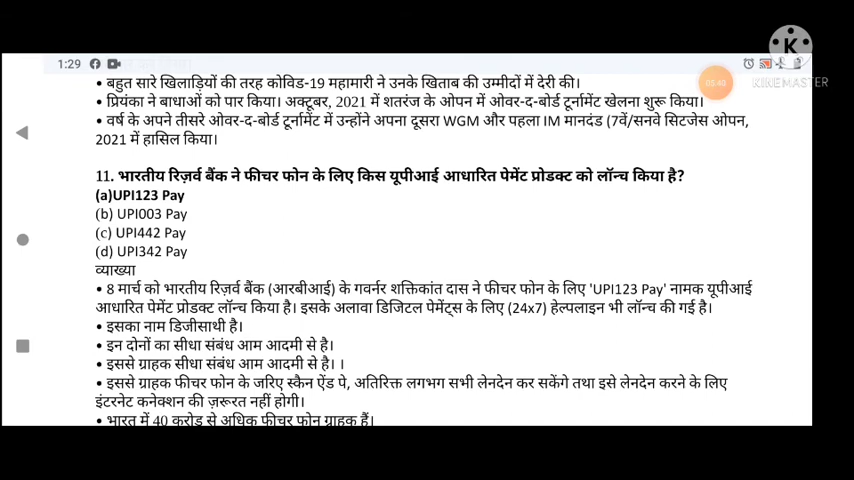 1:29
05:40
K
KINEMASTER
• बहुत सारे खिलाड़ियों की तरह कोविड-19 महामारी ने उनके खिताब की उम्मीदों में देरी की।
• प्रियंका ने बाधाओं को पार किया। अक्टूबर, 2021 में शतरंज के ओपन में ओवर-द-बोर्ड टूर्नामेंट खेलना शुरू किया।
• वर्ष के अपने तीसरे ओवर-द-बोर्ड टूर्नामेंट में उन्होंने अपना दूसरा WGM और पहला IM मानदंड (7वें/सनवे सिटजेस ओपन,
2021 में हासिल किया।
11. भारतीय रिज़र्व बैंक ने फीचर फोन के लिए किस यूपीआई आधारित पेमेंट प्रोडक्ट को लॉन्च किया है?
(a)UPI123 Pay
(b) UPI003 Pay
(c) UPI442 Pay
(d) UPI342 Pay
व्याख्या
• 8 मार्च को भारतीय रिज़र्व बैंक (आरबीआई) के गवर्नर शक्तिकांत दास ने फीचर फोन के लिए 'UPI123 Pay' नामक यूपीआई
आधारित पेमेंट प्रोडक्ट लॉन्च किया है। इसके अलावा डिजिटल पेमेंट्स के लिए (24x7) हेल्पलाइन भी लॉन्च की गई है।
• इसका नाम डिजीसाथी है।
• इन दोनों का सीधा संबंध आम आदमी से है।
• इससे ग्राहक सीधा संबंध आम आदमी से है। ।
• इससे ग्राहक फीचर फोन के जरिए स्कैन ऐंड पे, अतिरिक्त लगभग सभी लेनदेन कर सकेंगे तथा इसे लेनदेन करने के लिए
इंटरनेट कनेक्शन की ज़रूरत नहीं होगी।
• भारत में 40 करोड़ से अधिक फीचर फोन ग्राहक हैं।